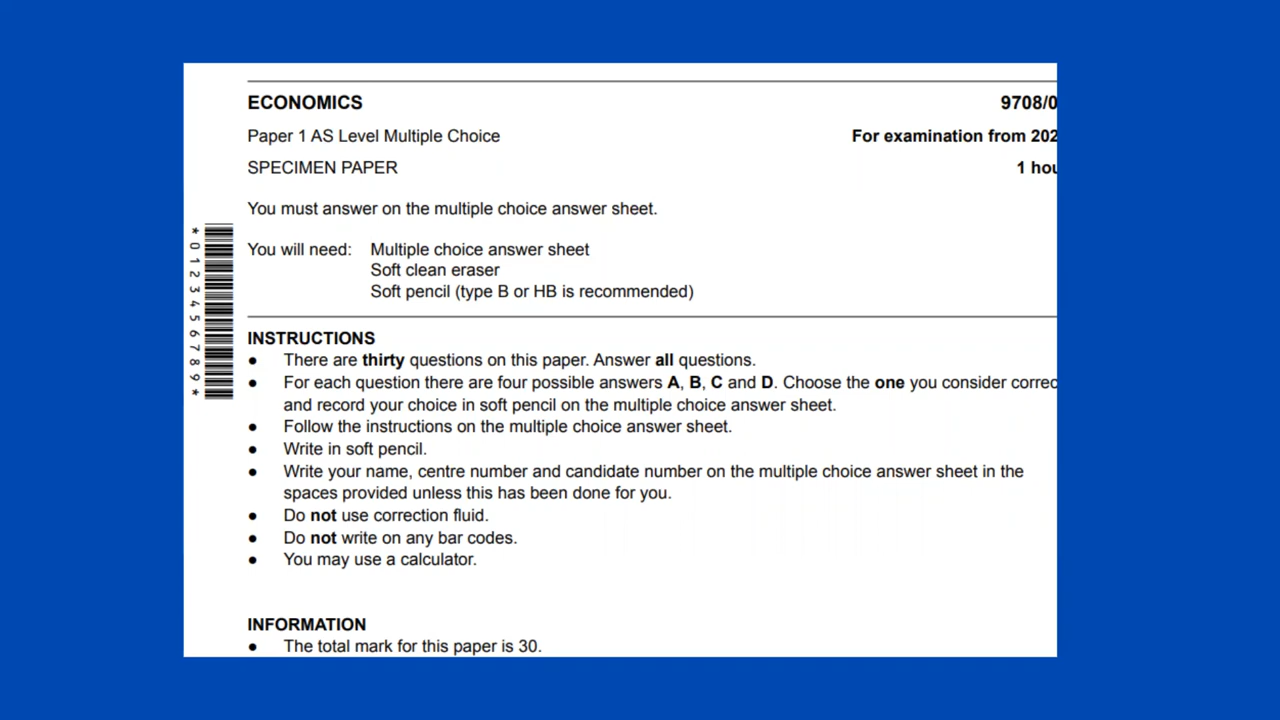 ECONOMICS 9708/0
Paper 1 AS Level Multiple Choice For examination from 202
SPECIMEN PAPER 1 hou
You must answer on the multiple choice answer sheet.
You will need: Multiple choice answer sheet
Soft clean eraser
Soft pencil (type B or HB is recommended)
*0123456789*
INSTRUCTIONS
● There are thirty questions on this paper. Answer all questions.
● For each question there are four possible answers A, B, C and D. Choose the one you consider correc
and record your choice in soft pencil on the multiple choice answer sheet.
● Follow the instructions on the multiple choice answer sheet.
● Write in soft pencil.
● Write your name, centre number and candidate number on the multiple choice answer sheet in the
spaces provided unless this has been done for you.
● Do not use correction fluid.
● Do not write on any bar codes.
● You may use a calculator.
INFORMATION
● The total mark for this paper is 30.